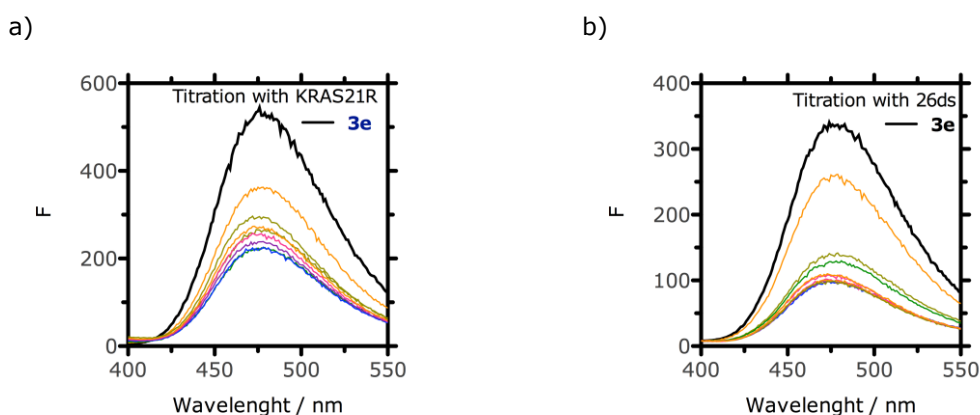 a)
b)
600
400
200
0
F
Titration with KRAS21R
3e
400
450
500
550
Wavelenght / nm
400
300
200
100
0
F
Titration with 26ds
3e
400
450
500
550
Wavelenght / nm